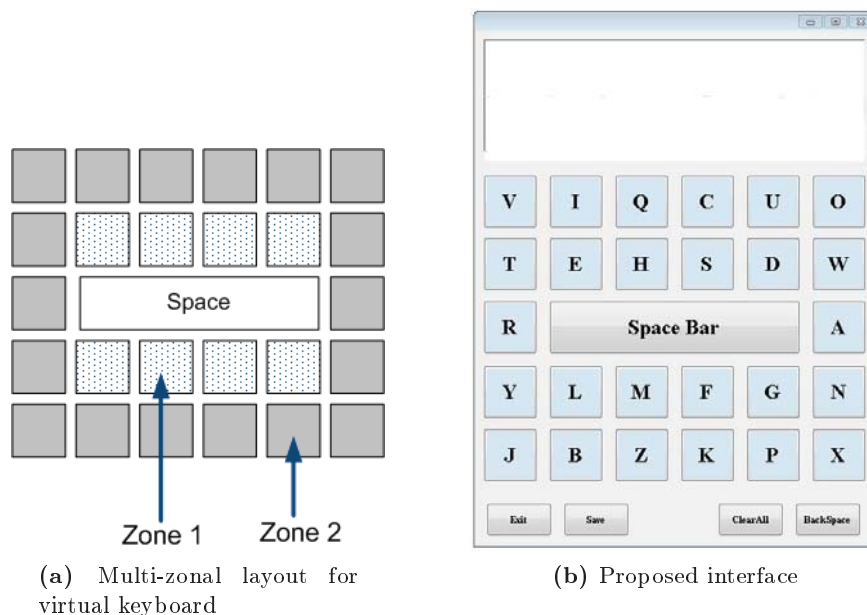 Space
Zone 1
Zone 2
(a) Multi-zonal layout for
virtual keyboard
V I Q C U O
T E H S D W
R Space Bar A
Y L M F G N
J B Z K P X
Exit Save ClearAll BackSpace
(b) Proposed interface